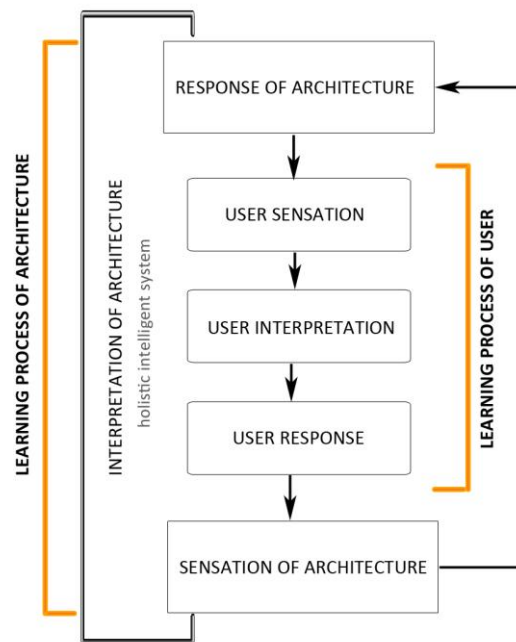 RESPONSE OF ARCHITECTURE
USER SENSATION
USER INTERPRETATION
USER RESPONSE
SENSATION OF ARCHITECTURE
LEARNING PROCESS OF ARCHITECTURE
INTERPRETATION OF ARCHITECTURE
holistic intelligent system
LEARNING PROCESS OF USER